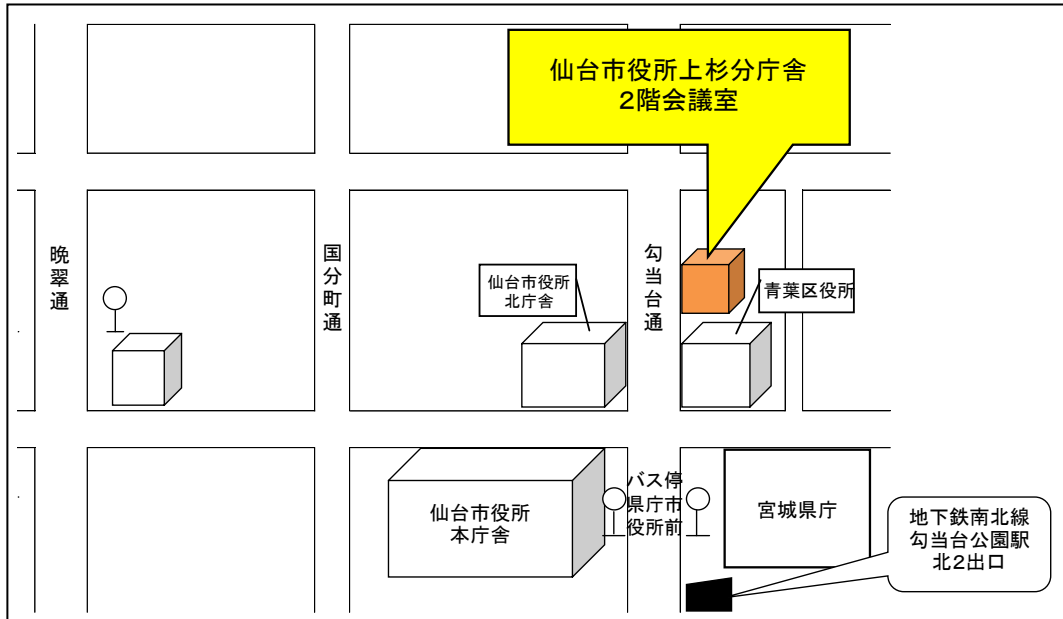 仙台市役所上杉分庁舎
2階会議室
晩翠通
国分町通
仙台市役所
北庁舎
勾当台通
青葉区役所
仙台市役所
本庁舎
バス停
県庁市
役所前
宮城県庁
地下鉄南北線
勾当台公園駅
北2出口